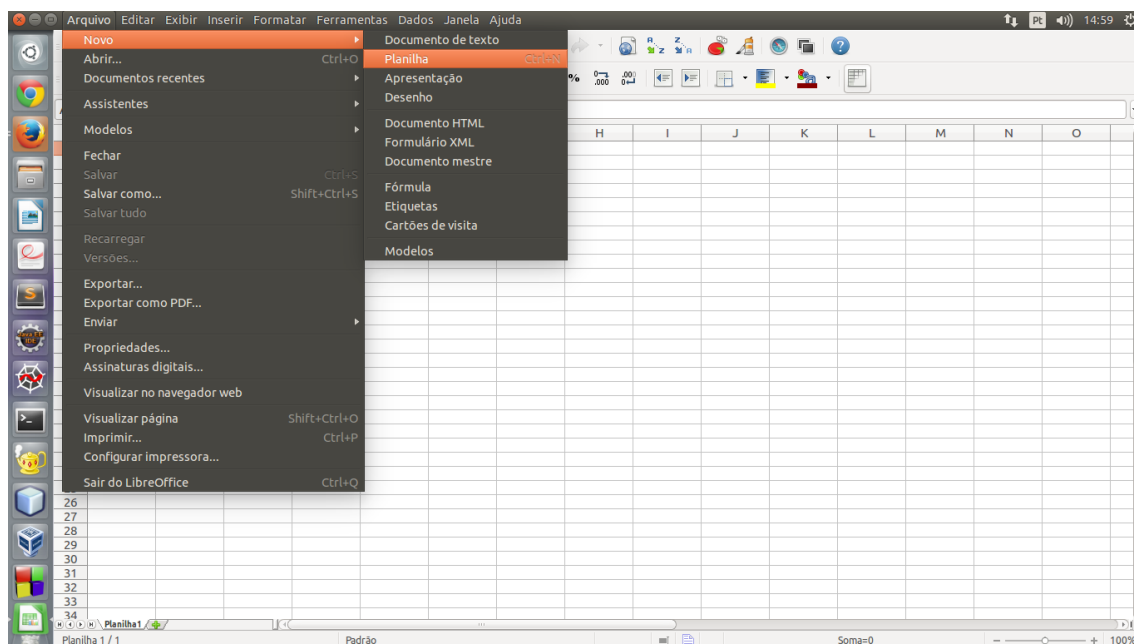 Arquivo Editar Exibir Inserir Formatar Ferramentas Dados Janela Ajuda
Pt 14:59
Novo
Abrir... Ctrl+O
Documentos recentes
Assistentes
Modelos
Fechar
Salvar Ctrl+S
Salvar como... Shift+Ctrl+S
Salvar tudo
Recarregar
Versões...
Exportar...
Exportar como PDF...
Enviar
Propriedades...
Assinaturas digitais...
Visualizar no navegador web
Visualizar página Shift+Ctrl+O
Imprimir... Ctrl+P
Configurar impressora...
Sair do LibreOffice Ctrl+Q
Documento de texto
Planilha Ctrl+N
Apresentação
Desenho
Documento HTML
Formulário XML
Documento mestre
Fórmula
Etiquetas
Cartões de visita
Modelos
H I J K L M N O
26
27
28
29
30
31
32
33
34
Planilha1
Planilha 1 / 1 Padrão Soma=0 100%